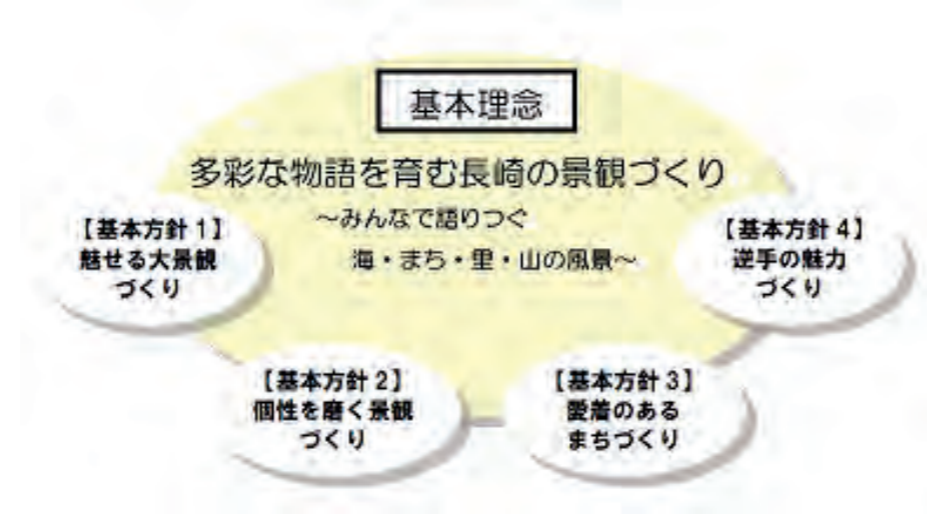 基本理念
多彩な物語を育む長崎の景観づくり
～みんなで語りつぐ
海・まち・里・山の風景～
【基本方針1】
魅せる大景観
づくり
【基本方針2】
個性を磨く景観
づくり
【基本方針3】
愛着のある
まちづくり
【基本方針4】
逆手の魅力
づくり